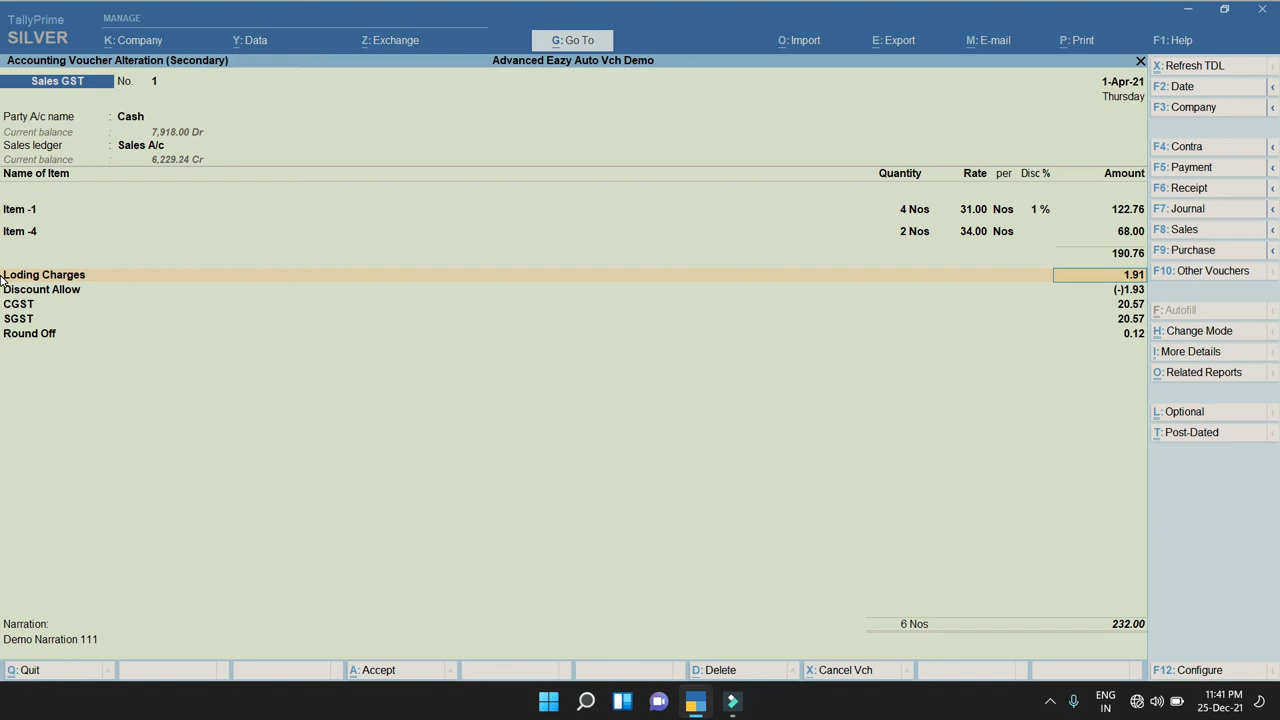 TallyPrime
SILVER
MANAGE
K: Company
Y: Data
Z: Exchange
G: Go To
O: Import
E: Export
M: E-mail
P: Print
F1: Help
Accounting Voucher Alteration (Secondary)
Advanced Eazy Auto Vch Demo
Sales GST
No. 1
1-Apr-21
Thursday
Party A/c name : Cash
Current balance : 7,918.00 Dr
Sales ledger : Sales A/c
Current balance : 6,229.24 Cr
Name of Item Quantity Rate per Disc % Amount
Item -1 4 Nos 31.00 Nos 1 % 122.76
Item -4 2 Nos 34.00 Nos 68.00
190.76
Loding Charges 1.91
Discount Allow (-)1.93
CGST 20.57
SGST 20.57
Round Off 0.12
Narration: 6 Nos 232.00
Demo Narration 111
X: Refresh TDL
F2: Date
F3: Company
F4: Contra
F5: Payment
F6: Receipt
F7: Journal
F8: Sales
F9: Purchase
F10: Other Vouchers
F: Autofill
H: Change Mode
I: More Details
O: Related Reports
L: Optional
T: Post-Dated
Q: Quit
A: Accept
D: Delete
X: Cancel Vch
F12: Configure
ENG
IN
11:41 PM
25-Dec-21